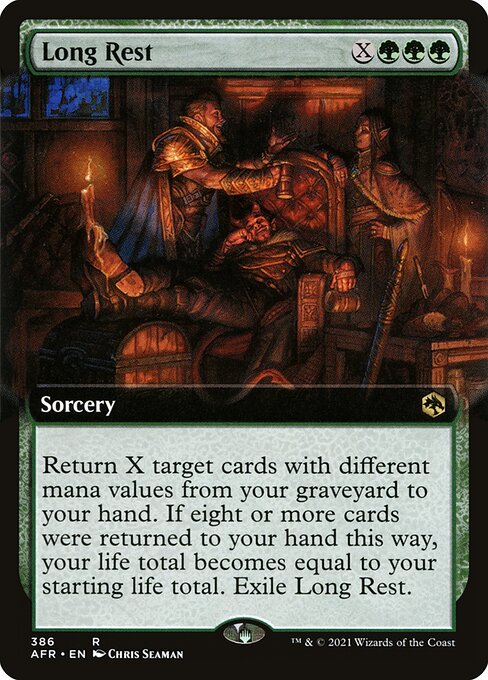 Long Rest X
Sorcery
Return X target cards with different
mana values from your graveyard to
your hand. If eight or more cards
were returned to your hand this way,
your life total becomes equal to your
starting life total. Exile Long Rest.
386 R
AFR • EN Chris Seaman
™ & © 2021 Wizards of the Coast